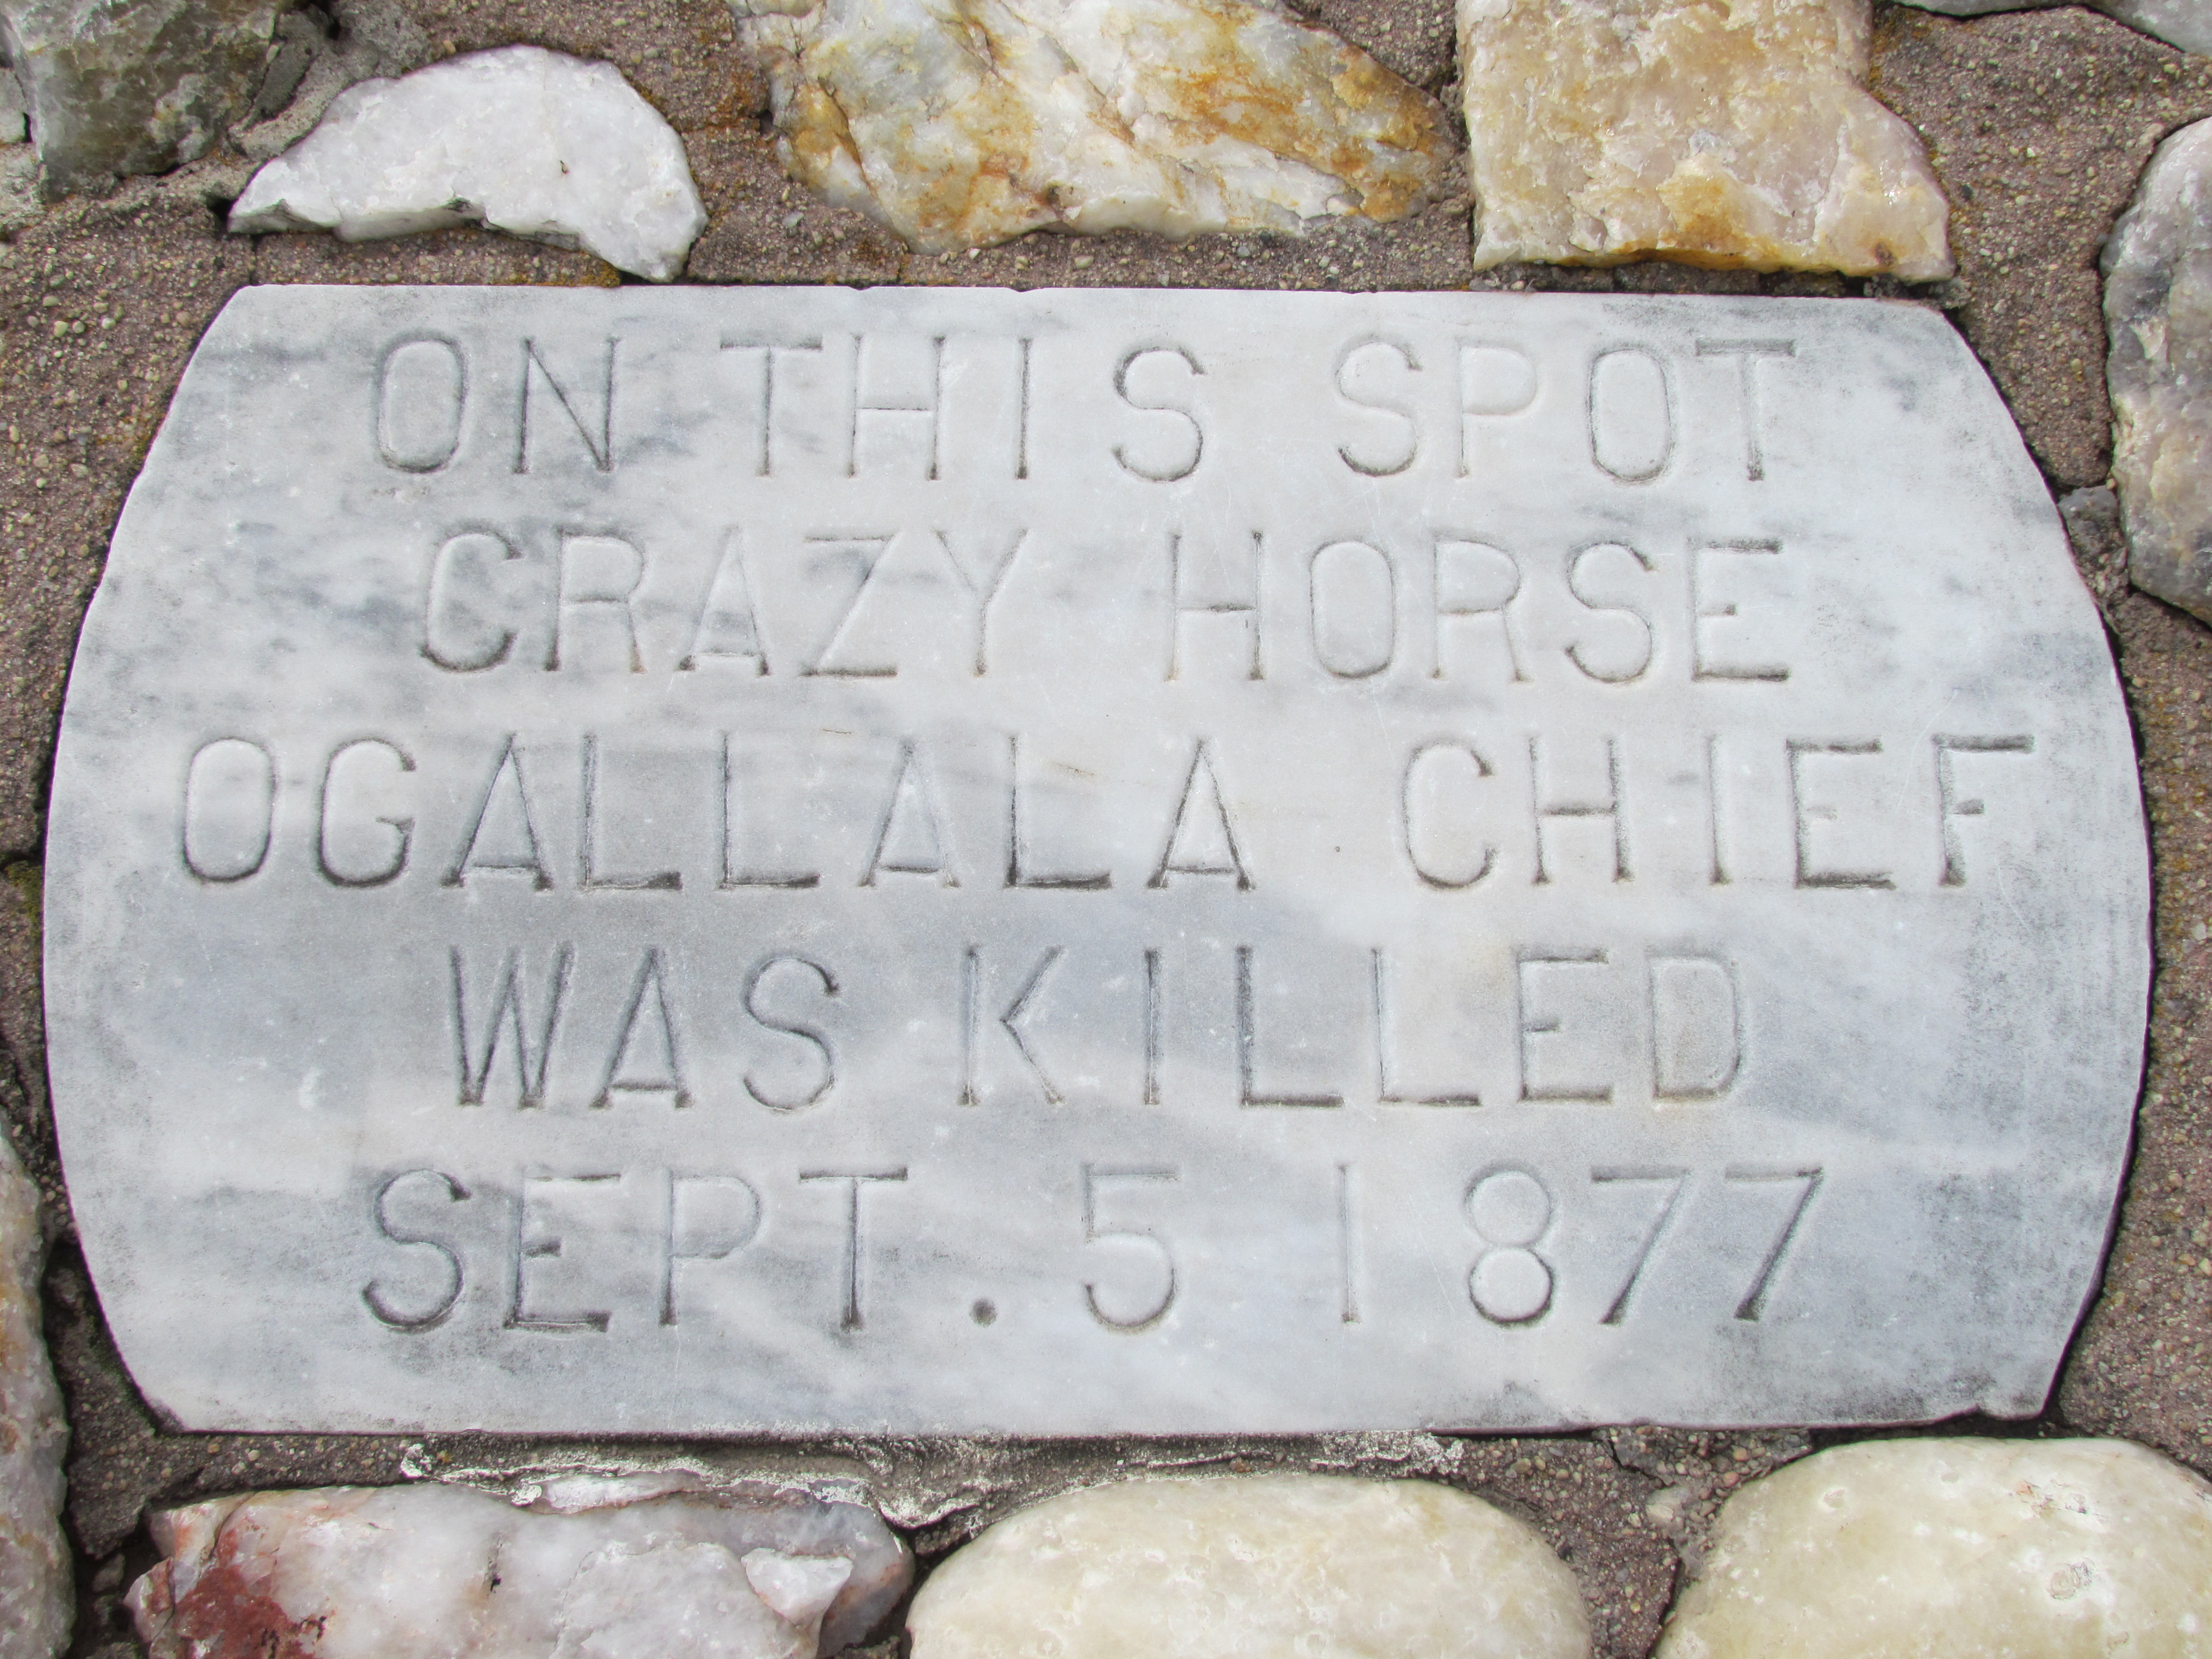 ON THIS SPOT
CRAZY HORSE
OGALLALA CHIEF
WAS KILLED
SEPT. 5 1877